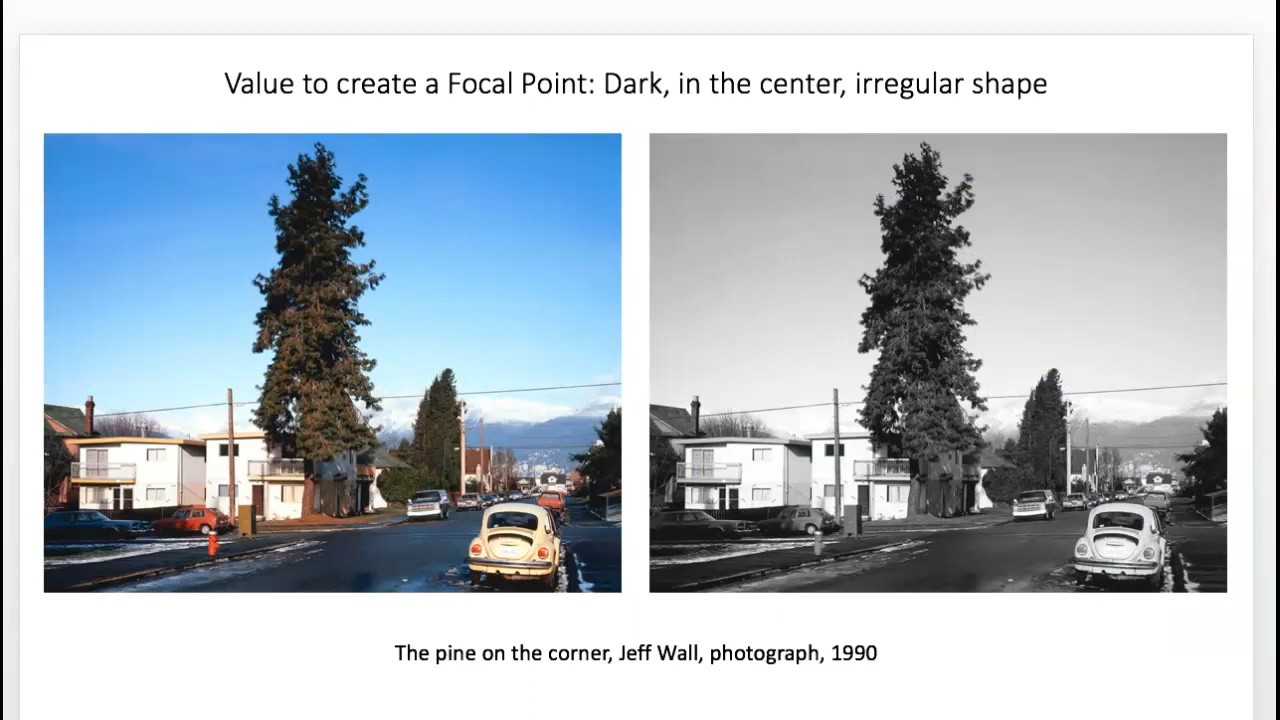 Value to create a Focal Point: Dark, in the center, irregular shape
The pine on the corner, Jeff Wall, photograph, 1990